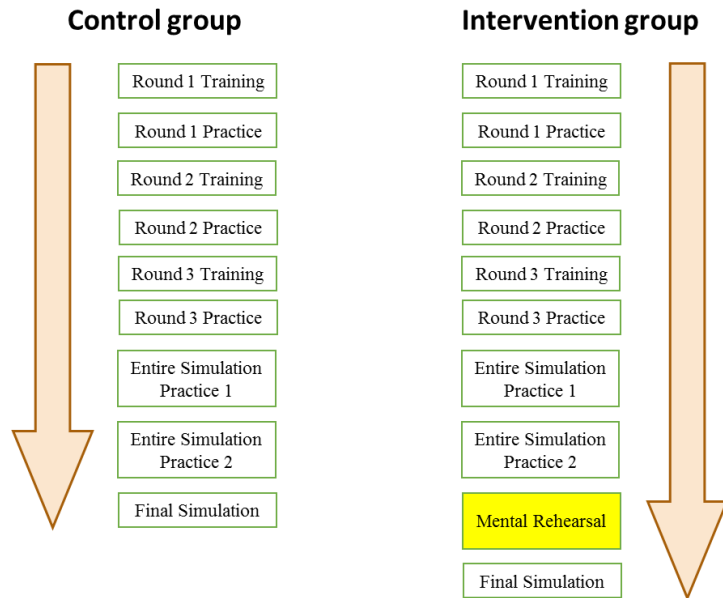 Control group
Round 1 Training
Round 1 Practice
Round 2 Training
Round 2 Practice
Round 3 Training
Round 3 Practice
Entire Simulation
Practice 1
Entire Simulation
Practice 2
Final Simulation
Intervention group
Round 1 Training
Round 1 Practice
Round 2 Training
Round 2 Practice
Round 3 Training
Round 3 Practice
Entire Simulation
Practice 1
Entire Simulation
Practice 2
Mental Rehearsal
Final Simulation